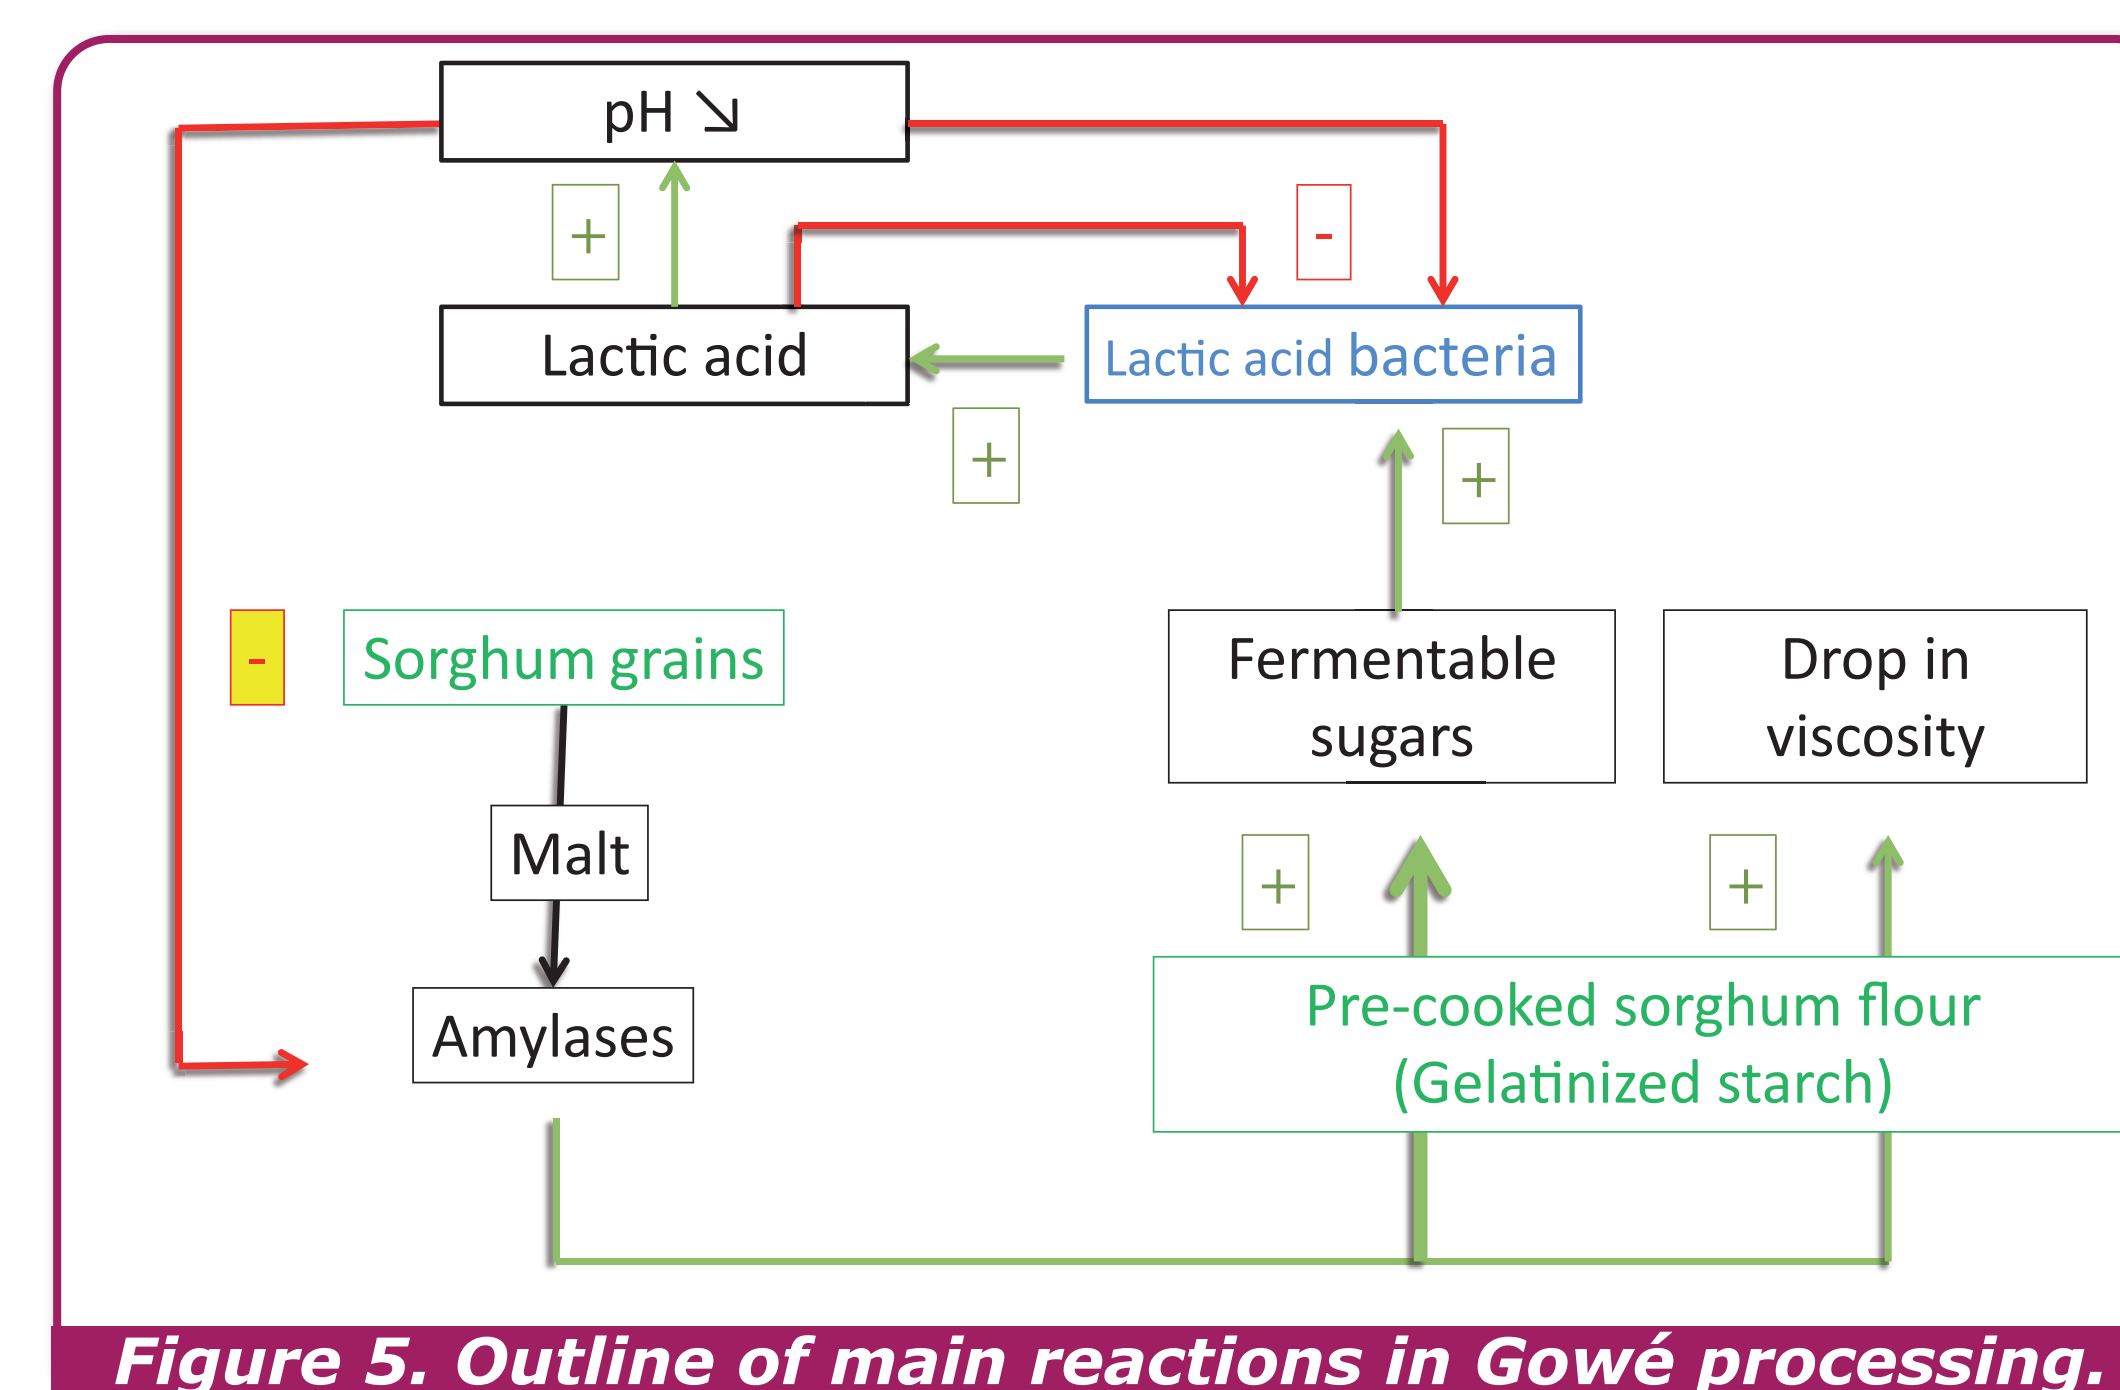 pH ↘
+
-
Lactic acid
Lactic acid bacteria
+
+
-
Sorghum grains
Fermentable
sugars
Drop in
viscosity
Malt
+
+
Amylases
Pre-cooked sorghum flour
(Gelatinized starch)
Figure 5. Outline of main reactions in Gowé processing.